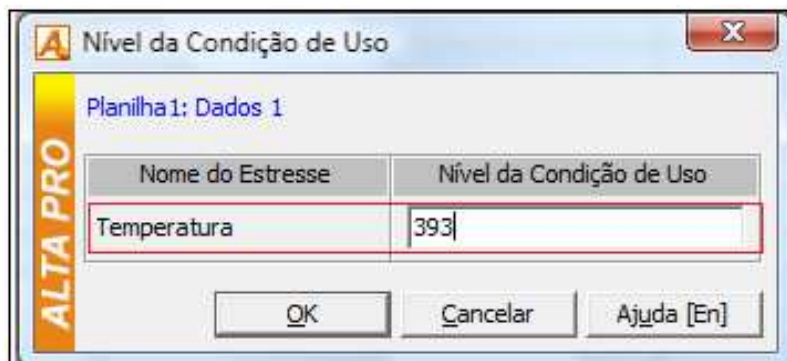 Nível da Condição de Uso
Planilha1: Dados 1
Nome do Estresse Nível da Condição de Uso
Temperatura 393
OK Cancelar Ajuda [En]
ALTA PRO